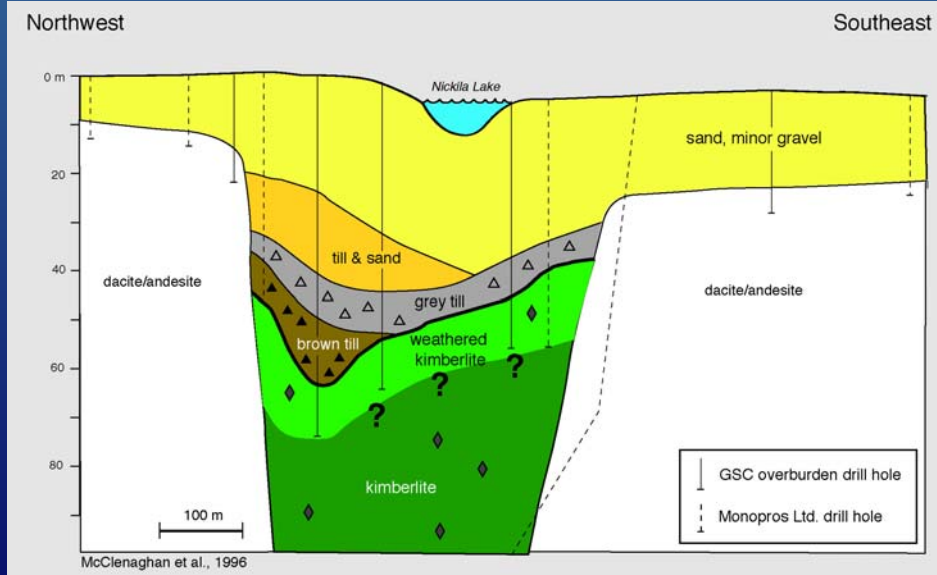 Northwest
Southeast
0 m
Nickila Lake
sand, minor gravel
20
till & sand
40
dacite/andesite
dacite/andesite
grey till
brown till
weathered
kimberlite
60
?
?
?
80
kimberlite
GSC overburden drill hole
Monopros Ltd. drill hole
100 m
McClenaghan et al., 1996